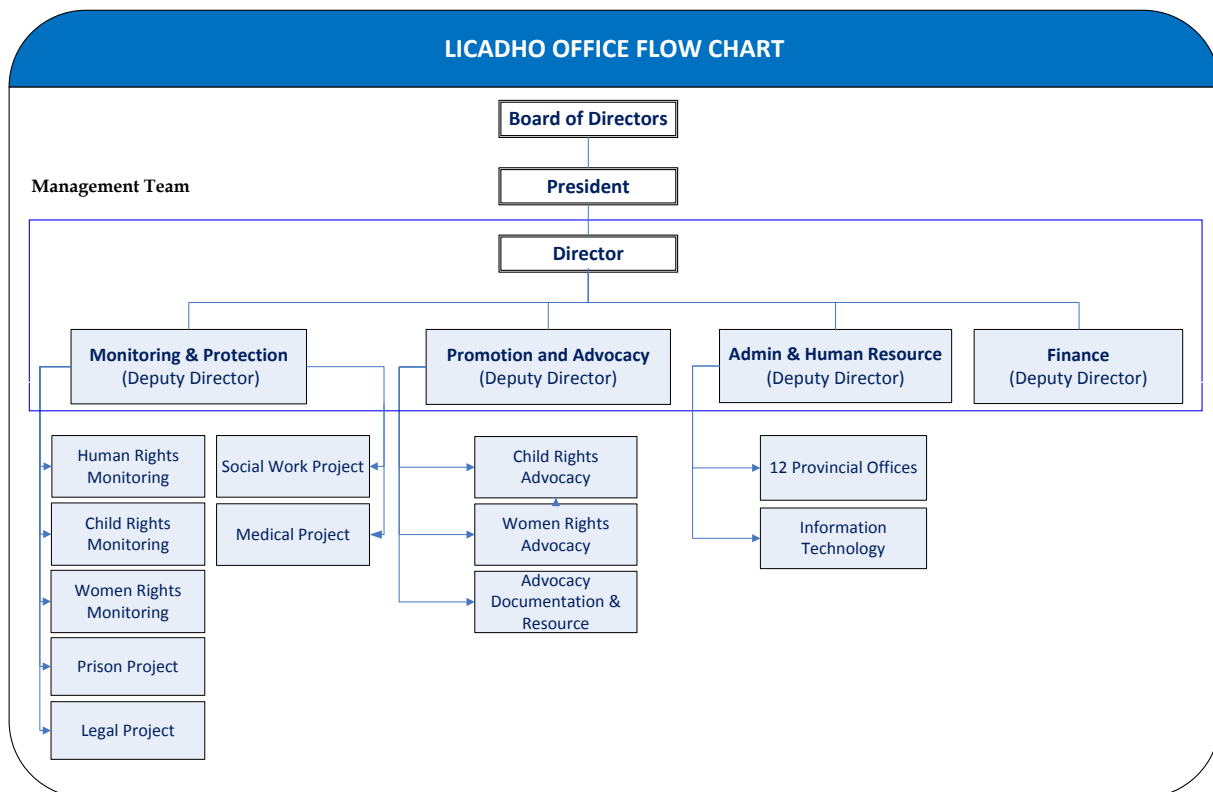 LICADHO OFFICE FLOW CHART
Board of Directors
Management Team
President
Director
Monitoring & Protection
(Deputy Director)
Promotion and Advocacy
(Deputy Director)
Admin & Human Resource
(Deputy Director)
Finance
(Deputy Director)
Human Rights
Monitoring
Child Rights
Monitoring
Women Rights
Monitoring
Prison Project
Legal Project
Social Work Project
Medical Project
Child Rights
Advocacy
Women Rights
Advocacy
Advocacy
Documentation &
Resource
12 Provincial Offices
Information
Technology